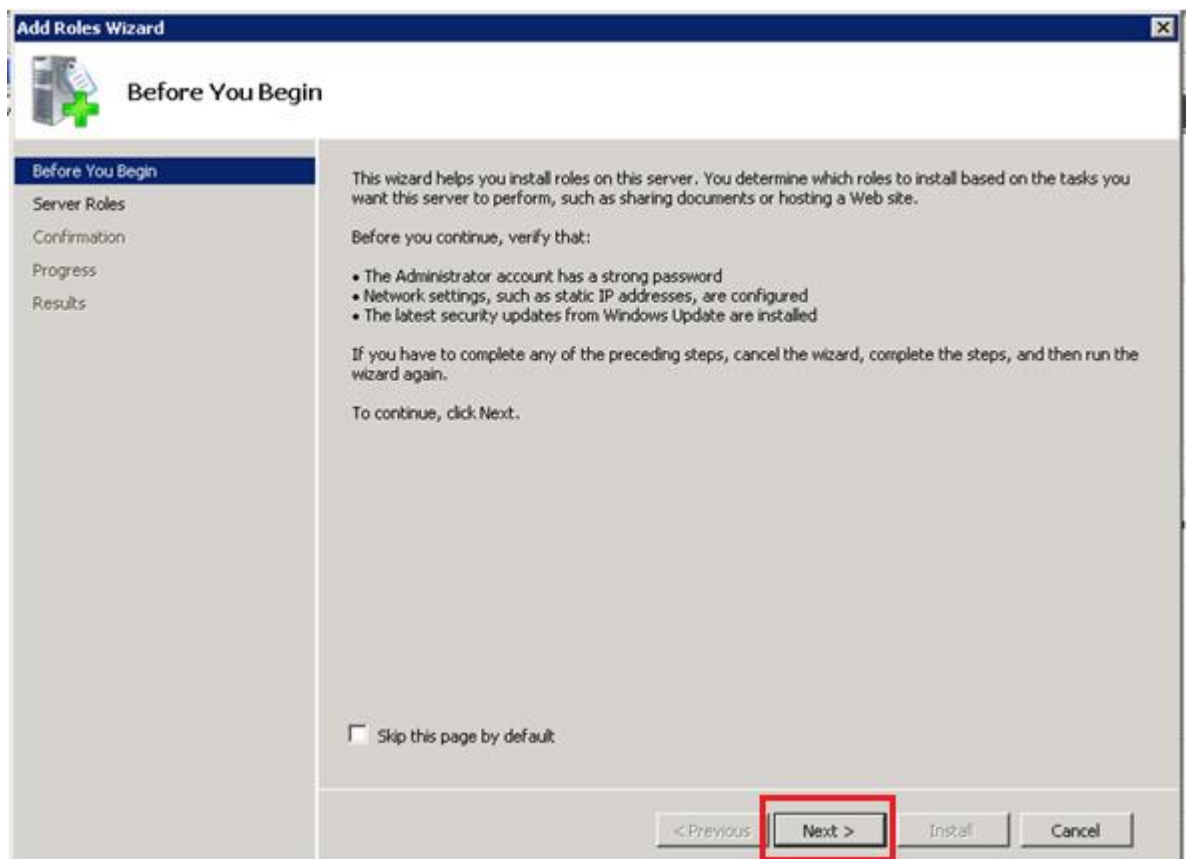 Add Roles Wizard
Before You Begin
Before You Begin
Server Roles
Confirmation
Progress
Results
This wizard helps you install roles on this server. You determine which roles to install based on the tasks you
want this server to perform, such as sharing documents or hosting a Web site.
Before you continue, verify that:
• The Administrator account has a strong password
• Network settings, such as static IP addresses, are configured
• The latest security updates from Windows Update are installed
If you have to complete any of the preceding steps, cancel the wizard, complete the steps, and then run the
wizard again.
To continue, click Next.
Skip this page by default
< Previous Next > Install Cancel